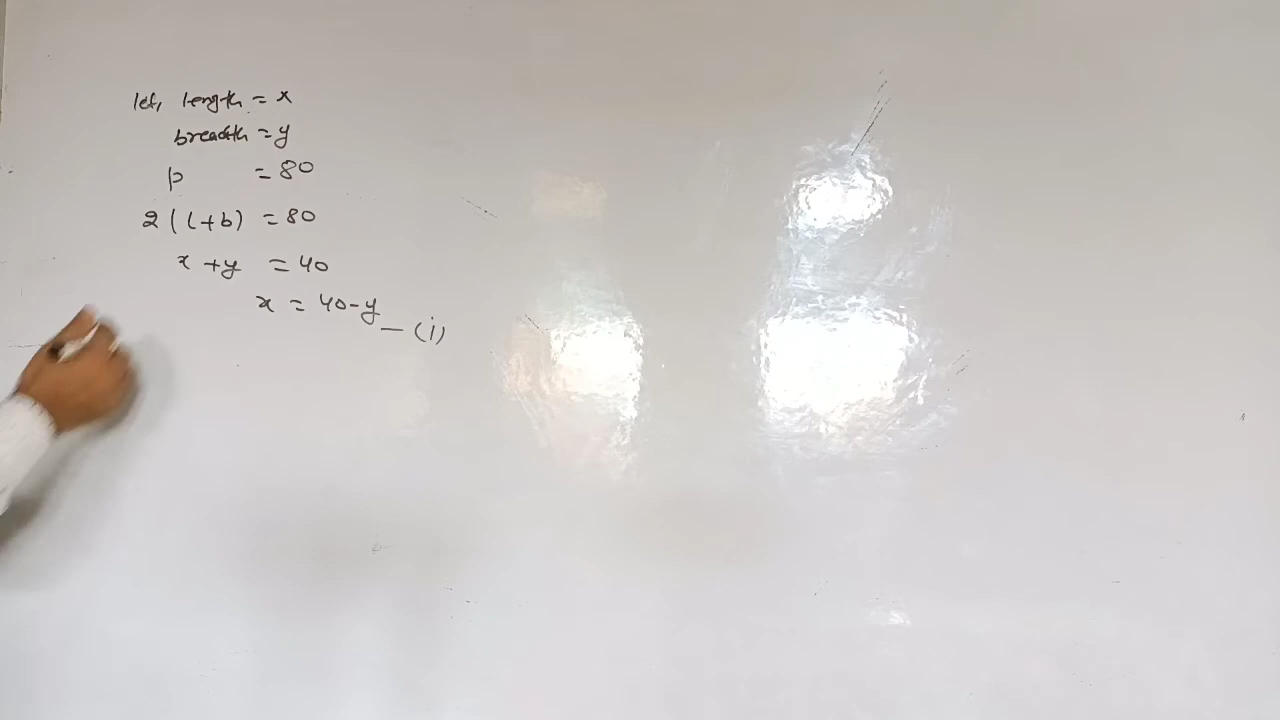 let, length = x
breadth = y
p = 80
2 (l+b) = 80
x + y = 40
x = 40 - y — (i)